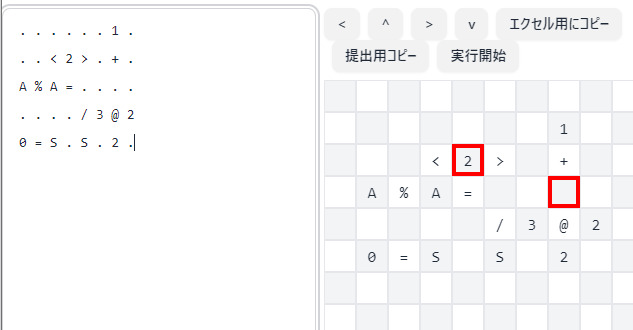 . . . . . . 1 .
. . < 2 > . + .
A % A = . . . .
. . . . / 3 @ 2
0 = S . S . 2 .
< ^ > v エクセル用にコピー
提出用コピー 実行開始
1
< 2 > +
A % A =
/ 3 @ 2
0 = S S 2